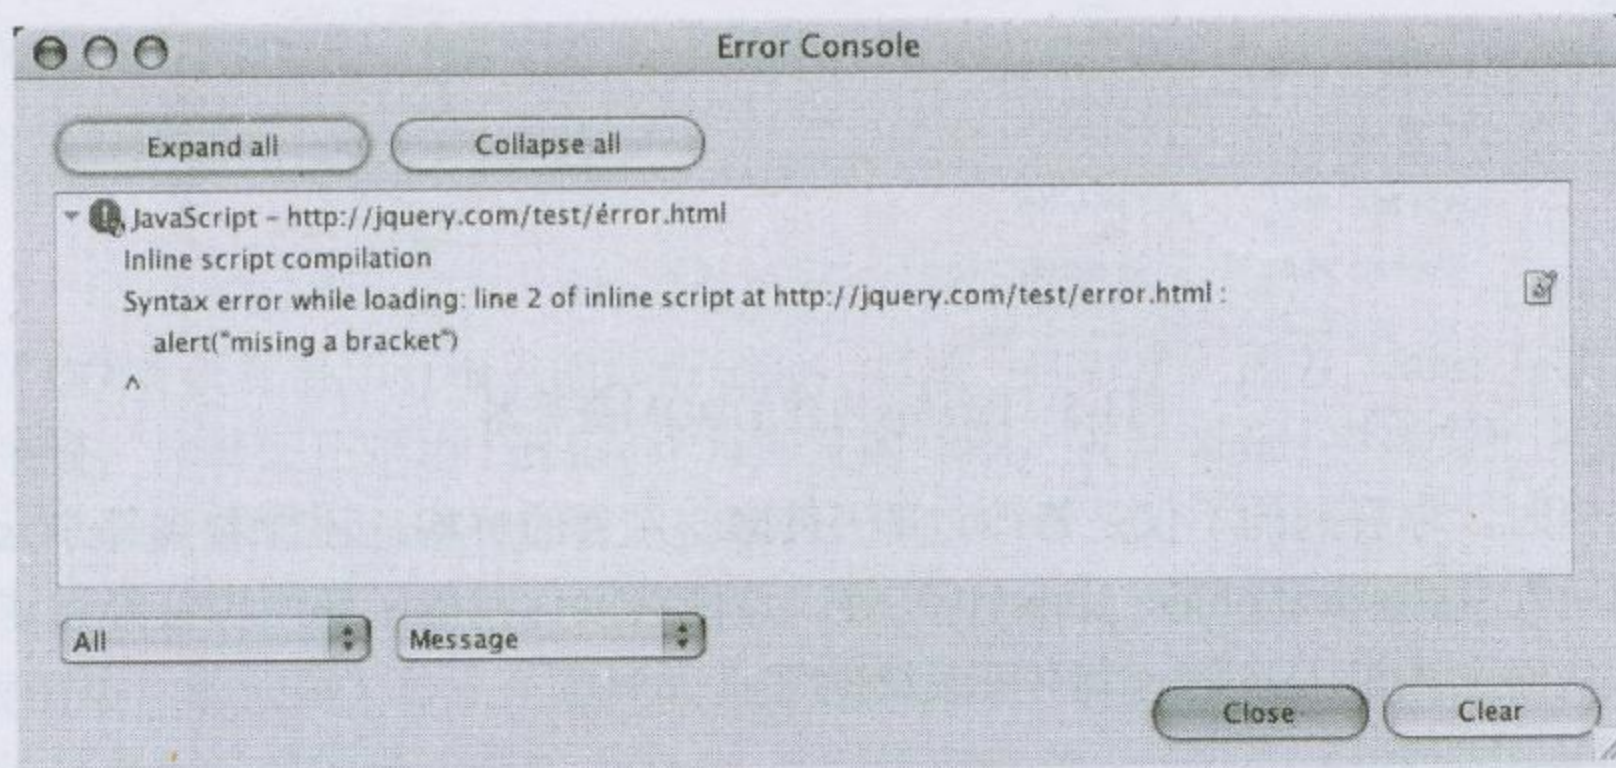 Error Console
Expand all
Collapse all
JavaScript – http://jquery.com/test/error.html
Inline script compilation
Syntax error while loading: line 2 of inline script at http://jquery.com/test/error.html :
alert("mising a bracket")
^
All
Message
Close
Clear